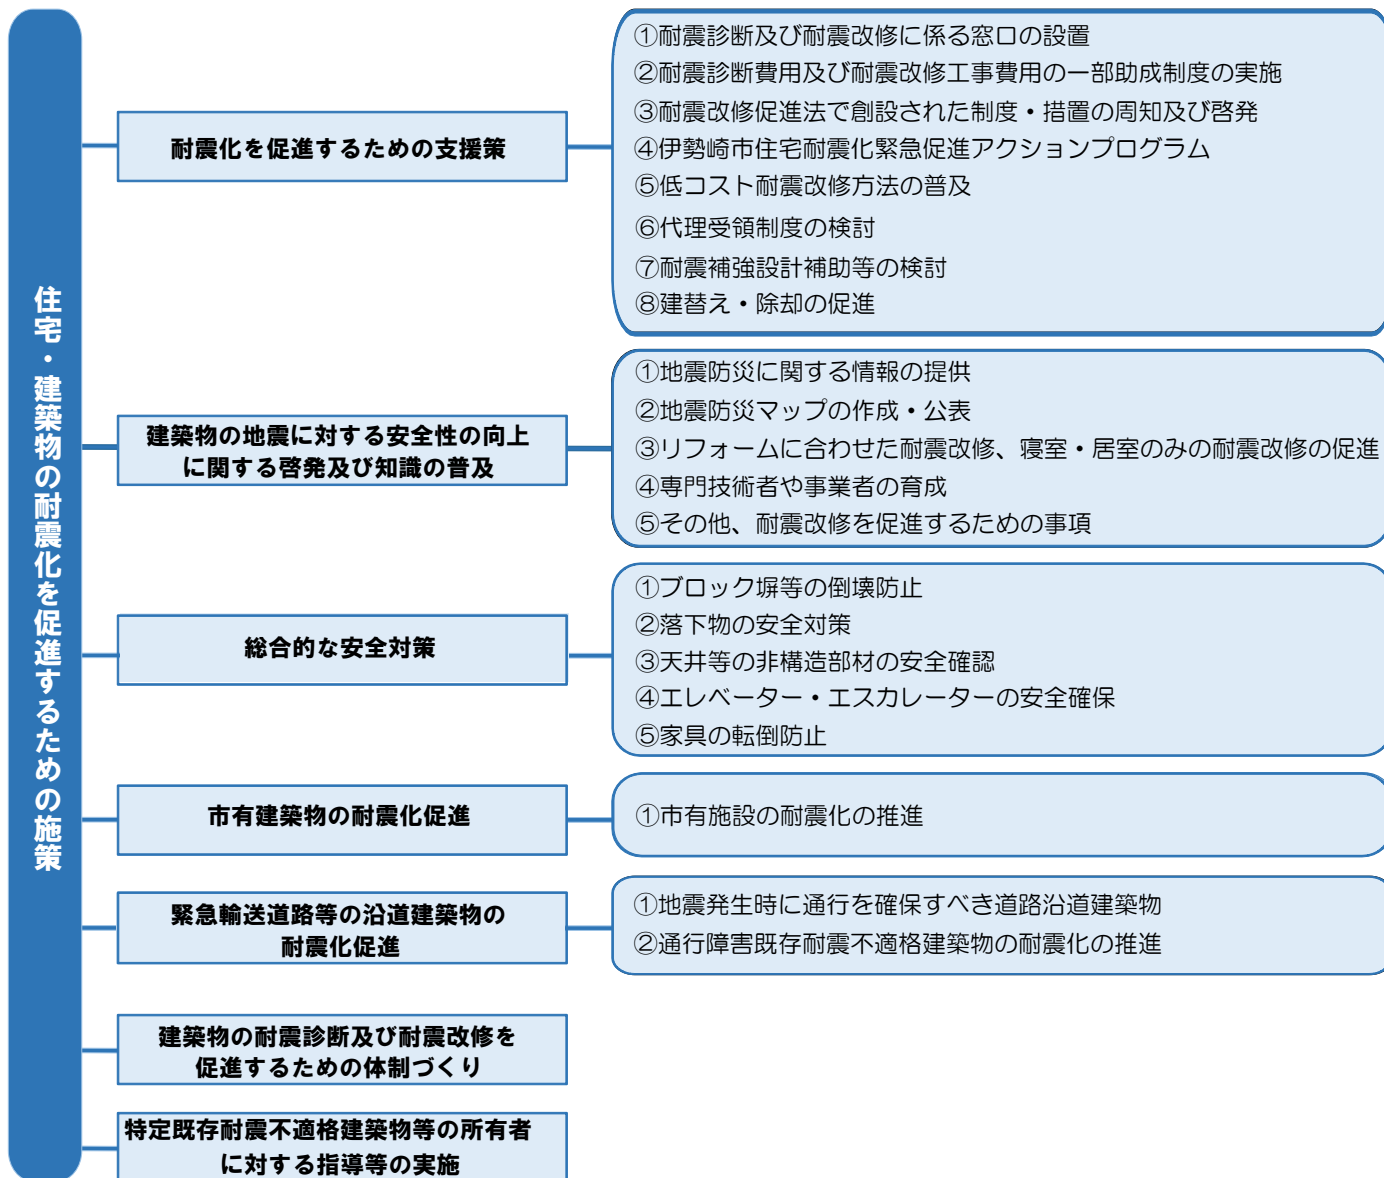 住宅・建築物の耐震化を促進するための施策
耐震化を促進するための支援策
①耐震診断及び耐震改修に係る窓口の設置
②耐震診断費用及び耐震改修工事費用の一部助成制度の実施
③耐震改修促進法で創設された制度・措置の周知及び啓発
④伊勢崎市住宅耐震化緊急促進アクションプログラム
⑤低コスト耐震改修方法の普及
⑥代理受領制度の検討
⑦耐震補強設計補助等の検討
⑧建替え・除却の促進
建築物の地震に対する安全性の向上
に関する啓発及び知識の普及
①地震防災に関する情報の提供
②地震防災マップの作成・公表
③リフォームに合わせた耐震改修、寝室・居室のみの耐震改修の促進
④専門技術者や事業者の育成
⑤その他、耐震改修を促進するための事項
総合的な安全対策
①ブロック塀等の倒壊防止
②落下物の安全対策
③天井等の非構造部材の安全確認
④エレベーター・エスカレーターの安全確保
⑤家具の転倒防止
市有建築物の耐震化促進
①市有施設の耐震化の推進
緊急輸送道路等の沿道建築物の
耐震化促進
①地震発生時に通行を確保すべき道路沿道建築物
②通行障害既存耐震不適格建築物の耐震化の推進
建築物の耐震診断及び耐震改修を
促進するための体制づくり
特定既存耐震不適格建築物等の所有者
に対する指導等の実施